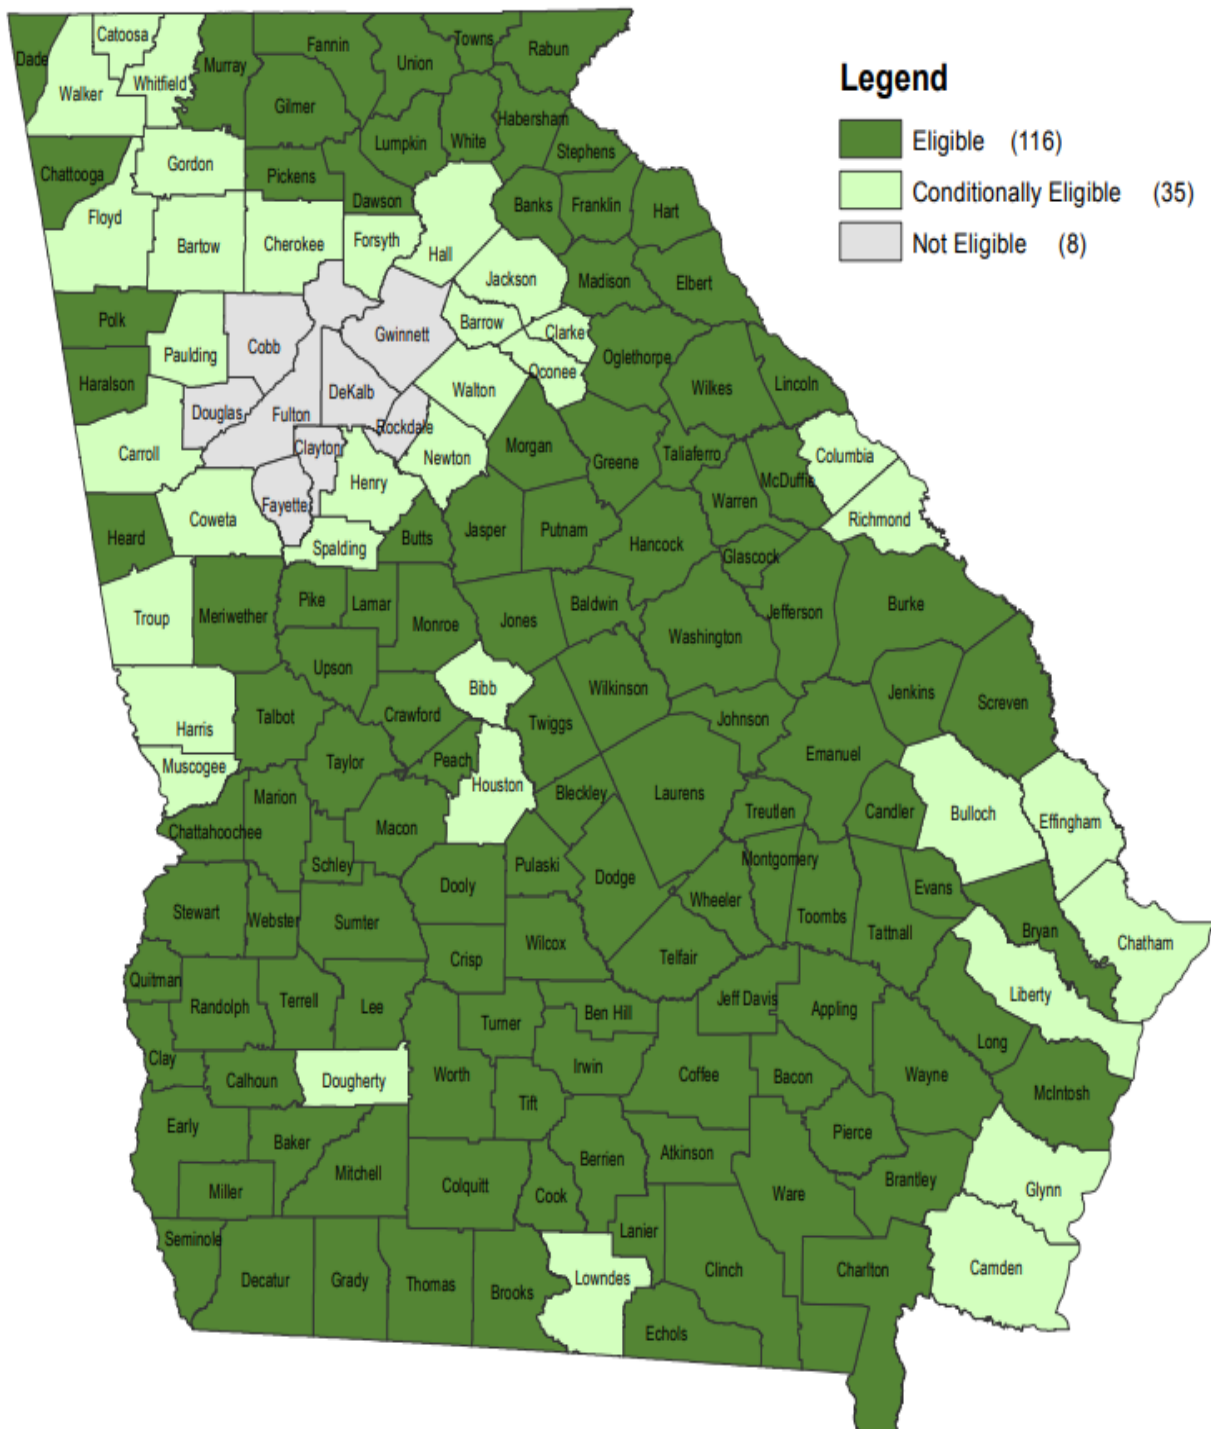 Legend
Eligible (116)
Conditionally Eligible (35)
Not Eligible (8)
Dade
Catoosa
Walker
Whitfield
Murray
Fannin
Gilmer
Union
Towns
Rabun
Habersham
White
Lumpkin
Stephens
Chattooga
Gordon
Pickens
Dawson
Banks
Franklin
Hart
Floyd
Bartow
Cherokee
Forsyth
Hall
Jackson
Madison
Elbert
Polk
Paulding
Cobb
Gwinnett
Barrow
Clarke
Oconee
Oglethorpe
Wilkes
Lincoln
Haralson
Douglas
Fulton
DeKalb
Rockdale
Walton
Carroll
Clayton
Newton
Morgan
Greene
Taliaferro
McDuffie
Columbia
Warren
Richmond
Heard
Coweta
Fayette
Henry
Spalding
Butts
Jasper
Putnam
Hancock
Glascock
Troup
Meriwether
Pike
Lamar
Monroe
Jones
Baldwin
Washington
Jefferson
Burke
Upson
Bibb
Wilkinson
Jenkins
Screven
Harris
Talbot
Crawford
Twiggs
Johnson
Emanuel
Muscogee
Taylor
Peach
Houston
Bleckley
Laurens
Treutlen
Candler
Bulloch
Effingham
Chattahoochee
Marion
Macon
Schley
Dooly
Pulaski
Dodge
Montgomery
Wheeler
Toombs
Evans
Tattnall
Bryan
Chatham
Stewart
Webster
Sumter
Crisp
Wilcox
Telfair
Liberty
Quitman
Randolph
Terrell
Lee
Turner
Ben Hill
Jeff Davis
Appling
Long
Clay
Calhoun
Dougherty
Worth
Irwin
Coffee
Bacon
Wayne
McIntosh
Tift
Early
Baker
Mitchell
Berrien
Atkinson
Pierce
Brantley
Glynn
Miller
Colquitt
Cook
Ware
Seminole
Decatur
Grady
Thomas
Brooks
Lowndes
Lanier
Clinch
Charlton
Camden
Echols